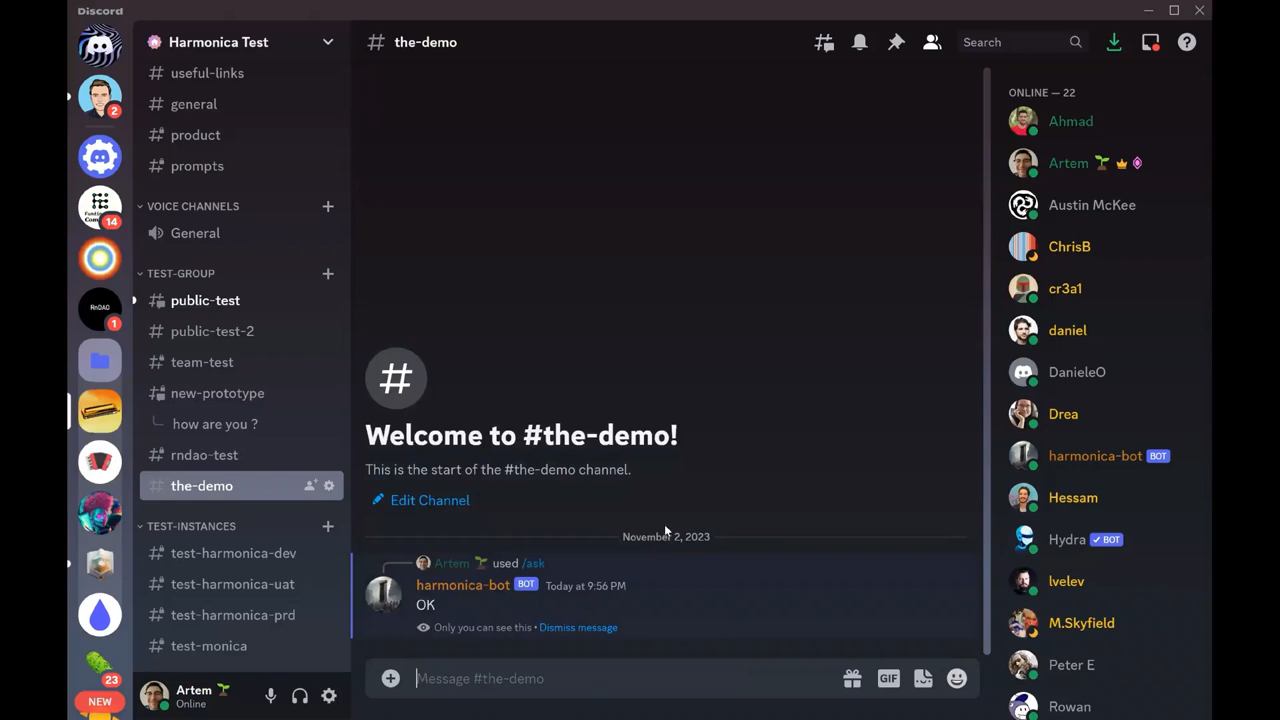 Discord
2
14
RnDAO
1
23
NEW
Harmonica Test
useful-links
general
product
prompts
VOICE CHANNELS
General
TEST-GROUP
public-test
public-test-2
team-test
new-prototype
how are you ?
rndao-test
the-demo
TEST-INSTANCES
test-harmonica-dev
test-harmonica-uat
test-harmonica-prd
test-monica
Artem
Online
the-demo
Search
Welcome to #the-demo!
This is the start of the #the-demo channel.
Edit Channel
November 2, 2023
Artem used /ask
harmonica-bot BOT Today at 9:56 PM
OK
Only you can see this • Dismiss message
Message #the-demo
GIF
ONLINE — 22
Ahmad
Artem
Austin McKee
ChrisB
cr3a1
daniel
DanieleO
Drea
harmonica-bot BOT
Hessam
Hydra ✓ BOT
lvelev
M.Skyfield
Peter E
Rowan